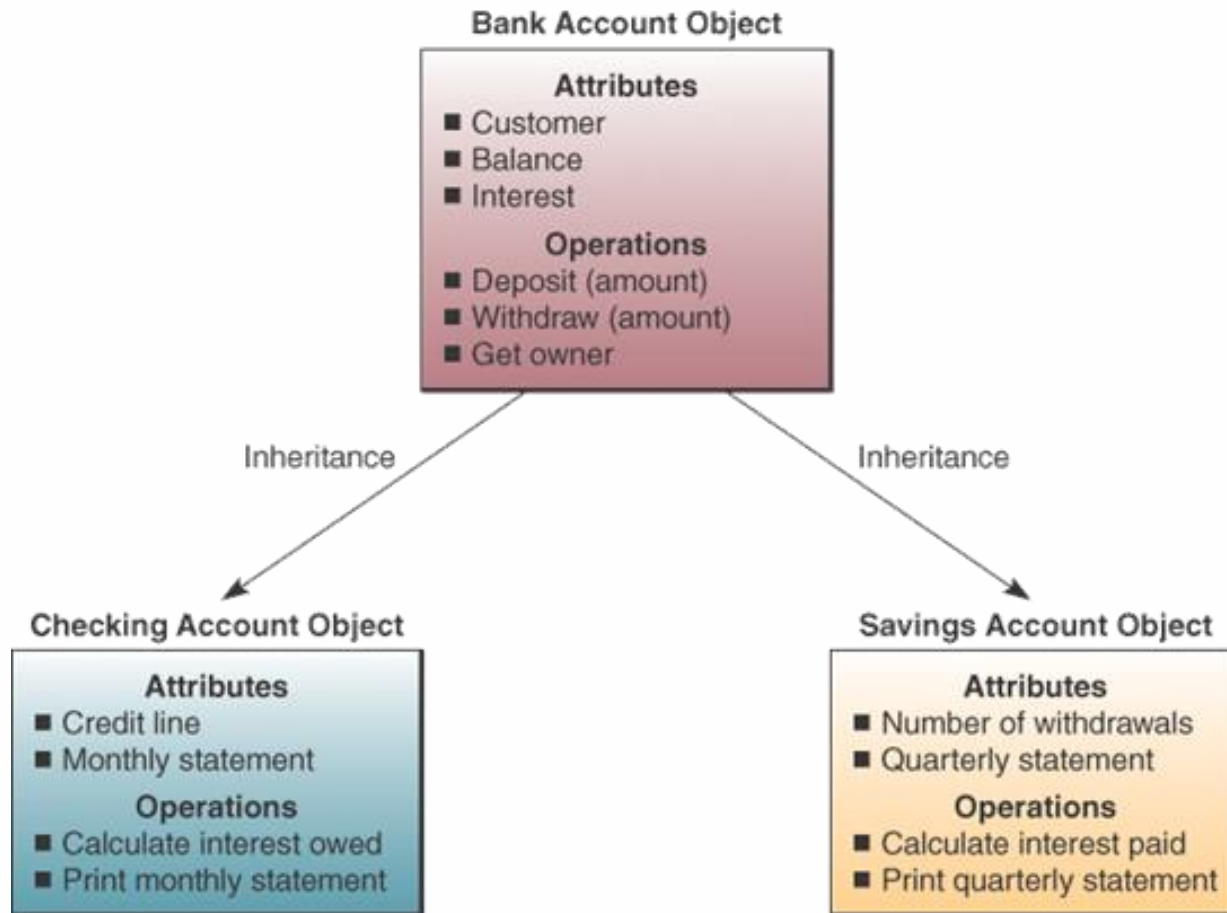 Bank Account Object
Attributes
■ Customer
■ Balance
■ Interest
Operations
■ Deposit (amount)
■ Withdraw (amount)
■ Get owner
Inheritance
Inheritance
Checking Account Object
Attributes
■ Credit line
■ Monthly statement
Operations
■ Calculate interest owed
■ Print monthly statement
Savings Account Object
Attributes
■ Number of withdrawals
■ Quarterly statement
Operations
■ Calculate interest paid
■ Print quarterly statement